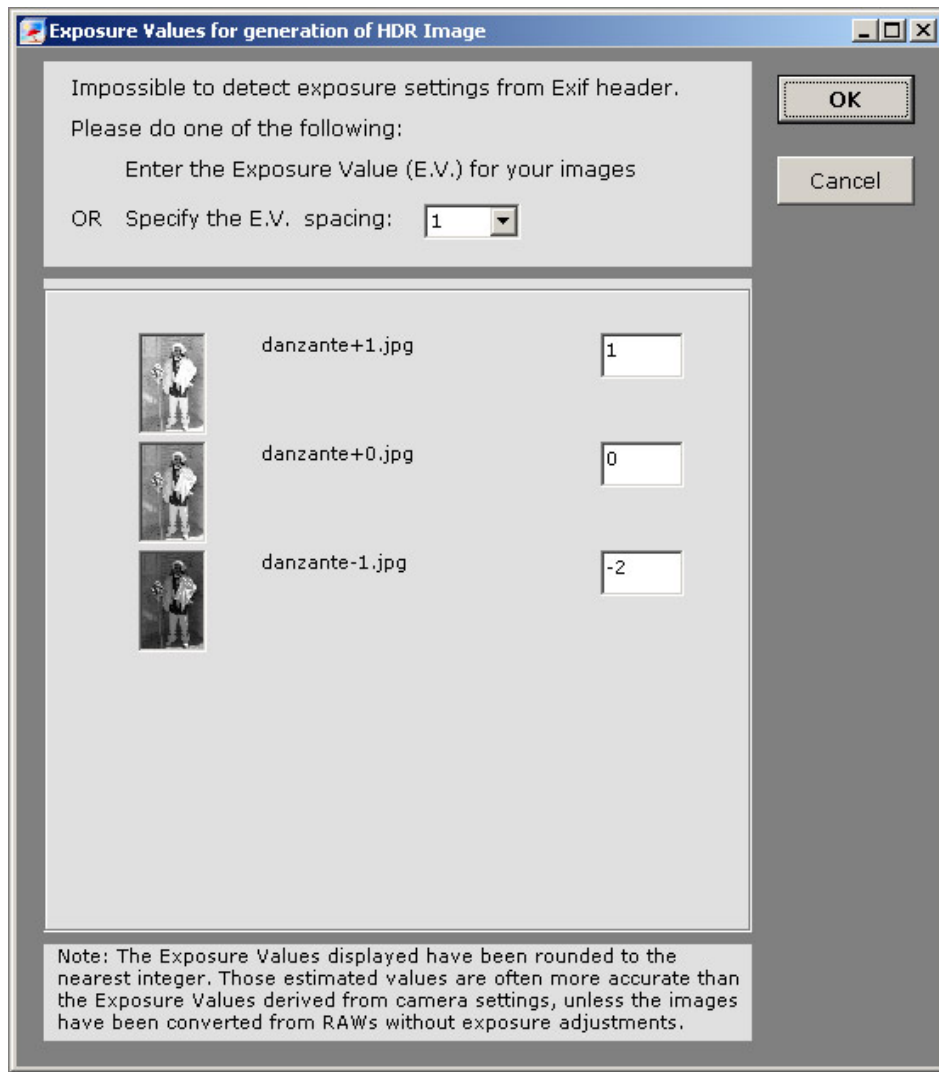 Exposure Values for generation of HDR Image
Impossible to detect exposure settings from Exif header.
OK
Please do one of the following:
Enter the Exposure Value (E.V.) for your images
Cancel
OR Specify the E.V. spacing: 1
danzante+1.jpg 1
danzante+0.jpg 0
danzante-1.jpg -2
Note: The Exposure Values displayed have been rounded to the
nearest integer. Those estimated values are often more accurate than
the Exposure Values derived from camera settings, unless the images
have been converted from RAWs without exposure adjustments.